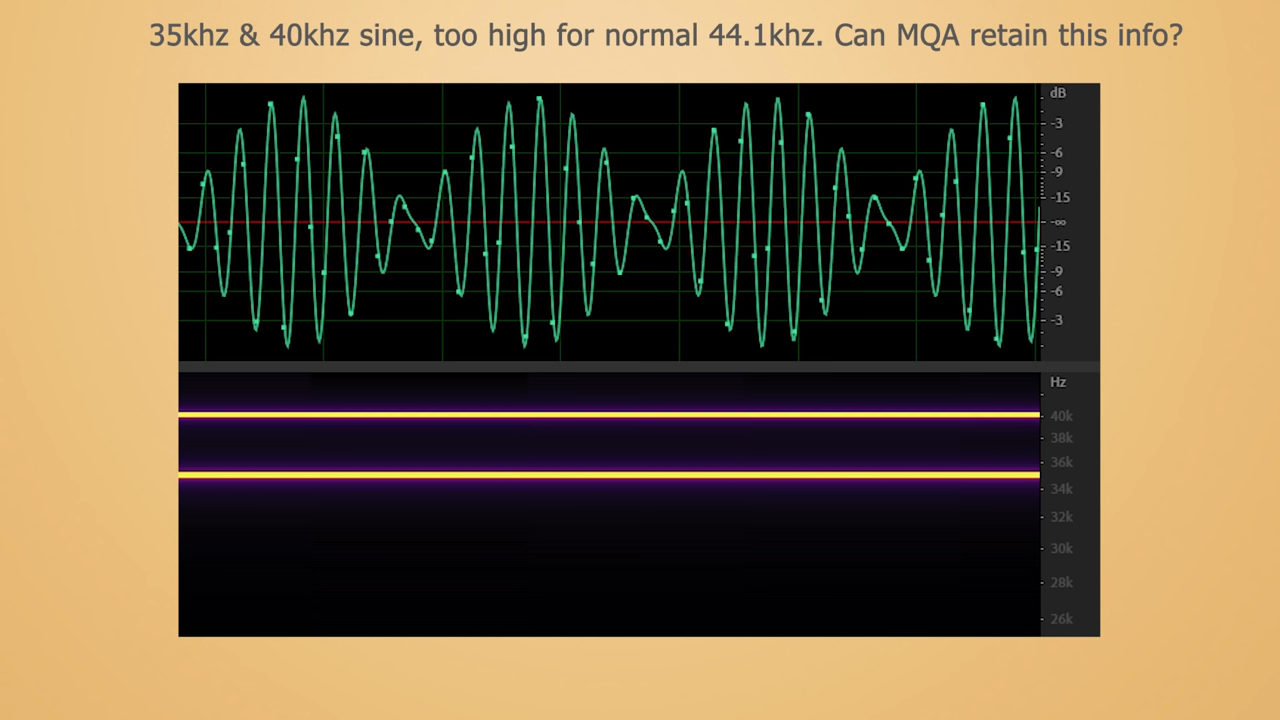 35khz & 40khz sine, too high for normal 44.1khz. Can MQA retain this info?
dB
-3
-6
-9
-15
-∞
-15
-9
-6
-3
Hz
40k
38k
36k
34k
32k
30k
28k
26k